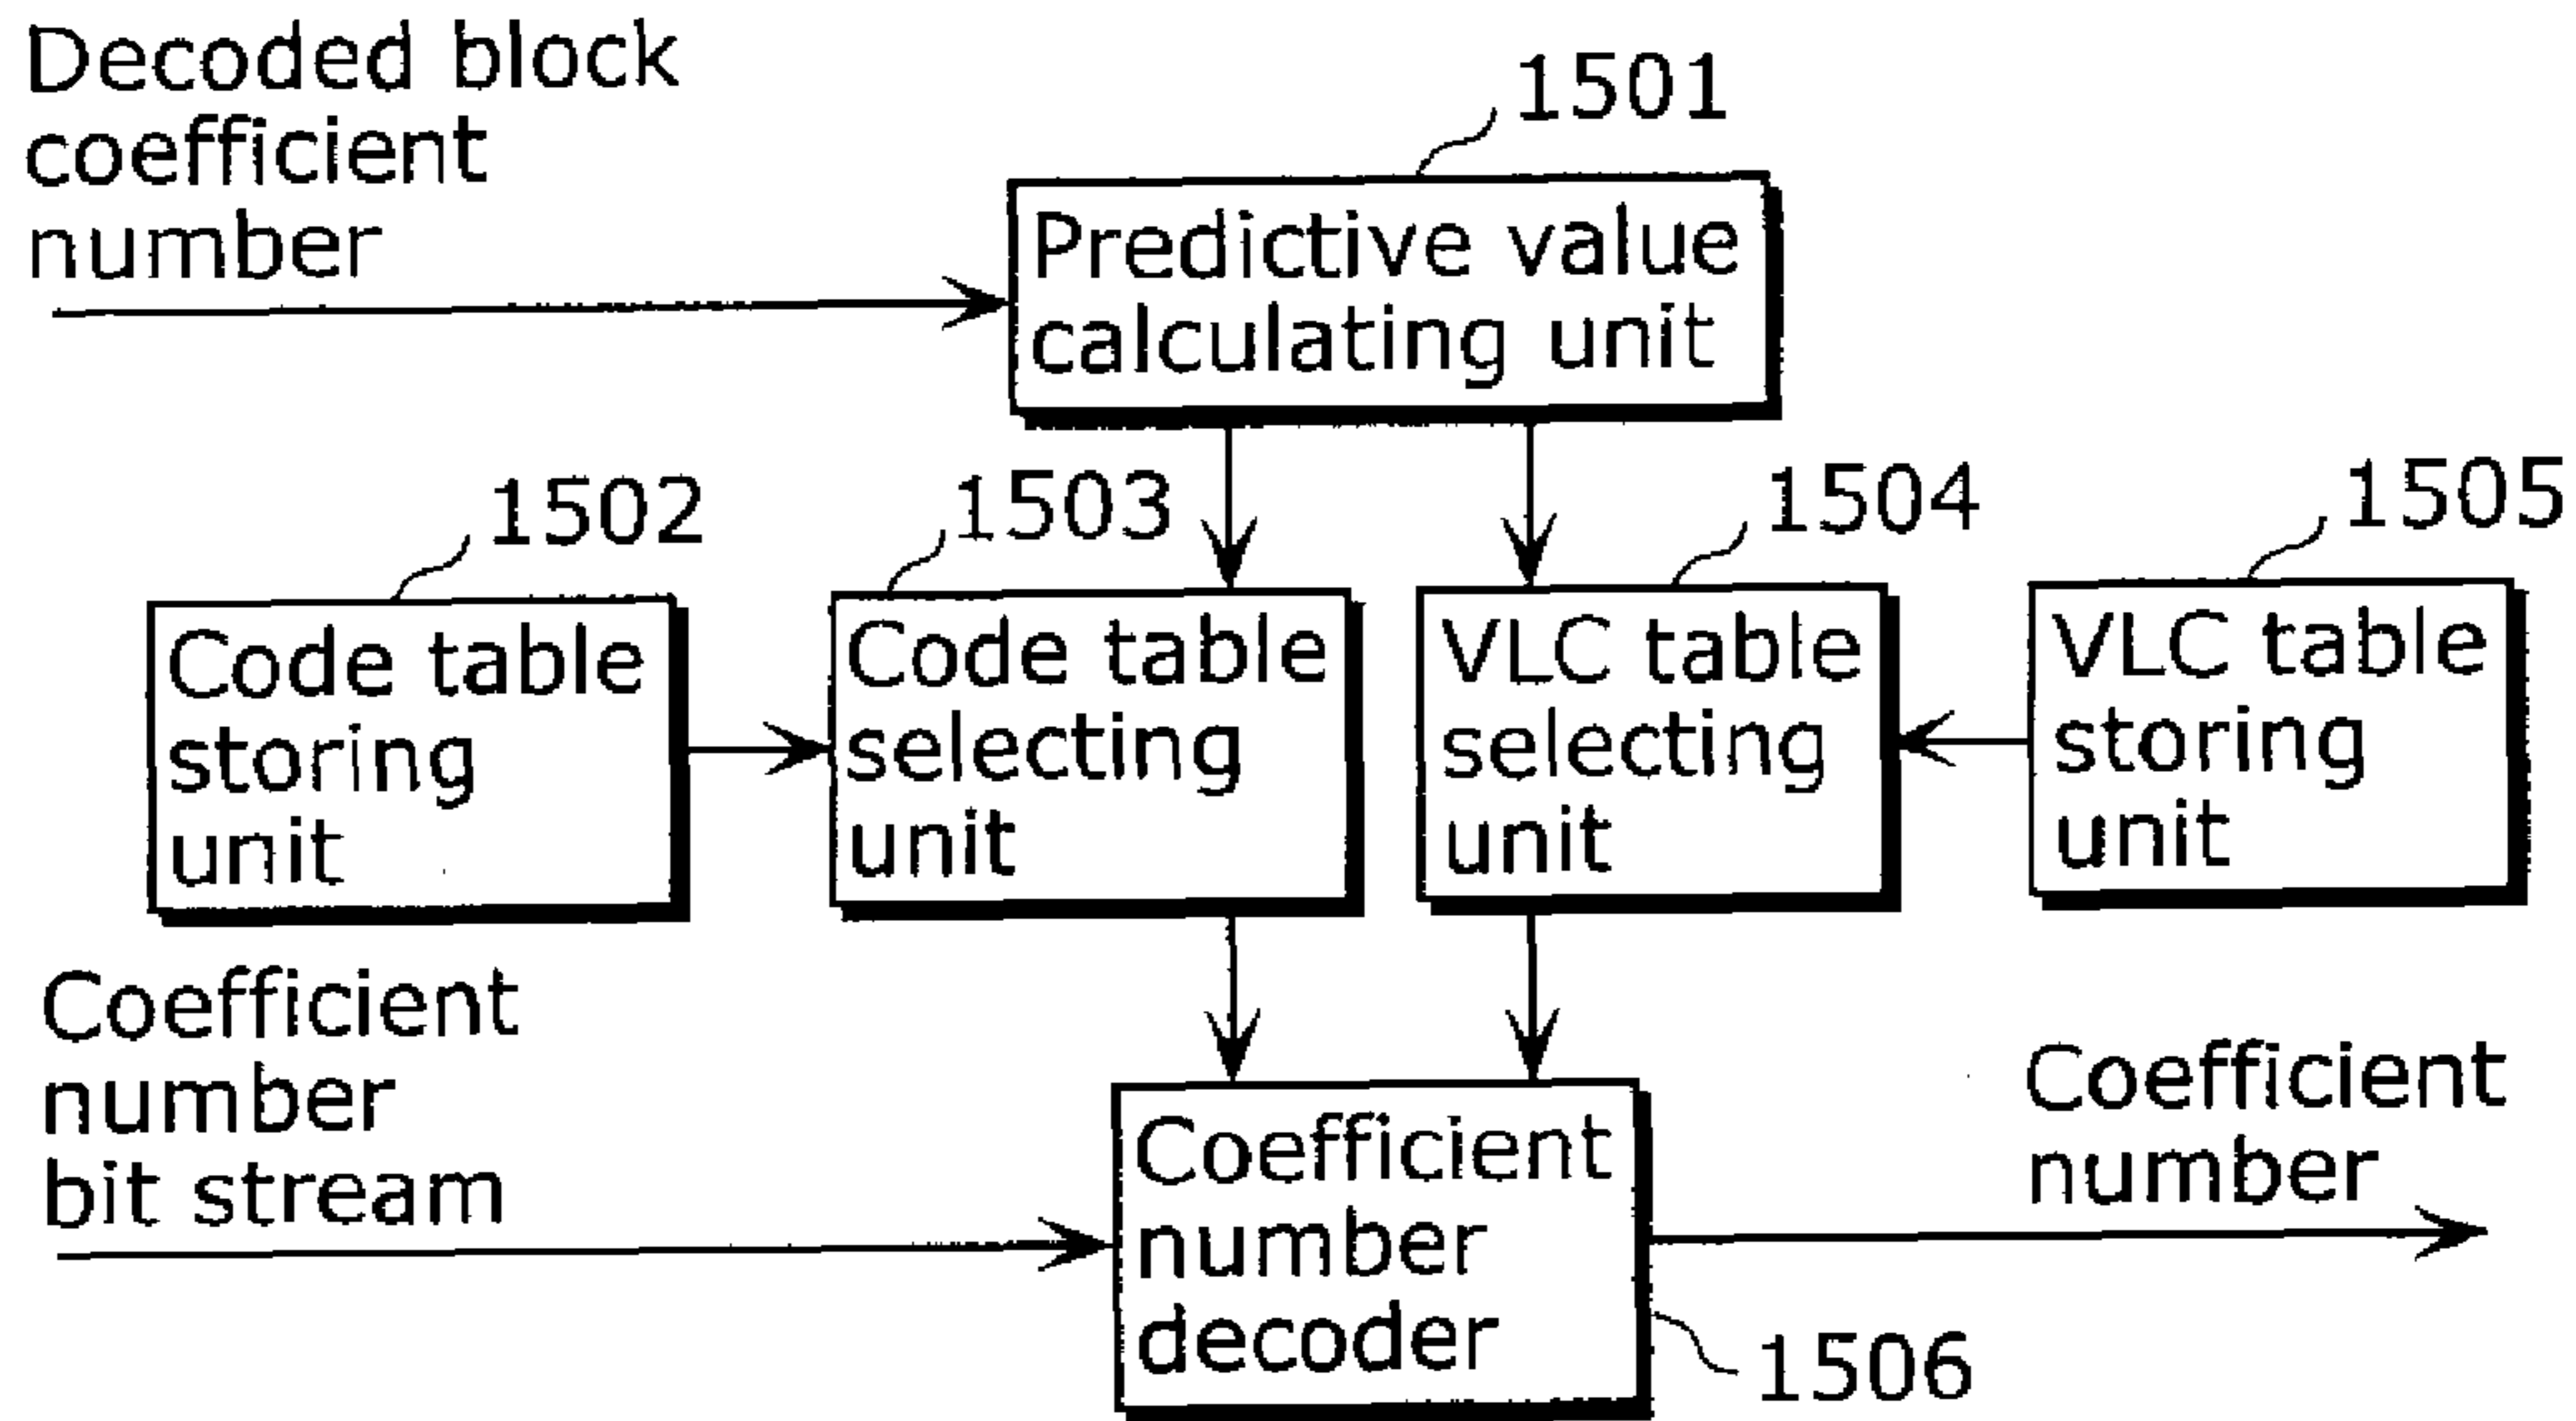 Decoded block
coefficient
number
1501
Predictive value
calculating unit
1502
1503
1504
1505
Code table
storing
unit
Code table
selecting
unit
VLC table
selecting
unit
VLC table
storing
unit
Coefficient
number
bit stream
Coefficient
number
decoder
Coefficient
number
1506